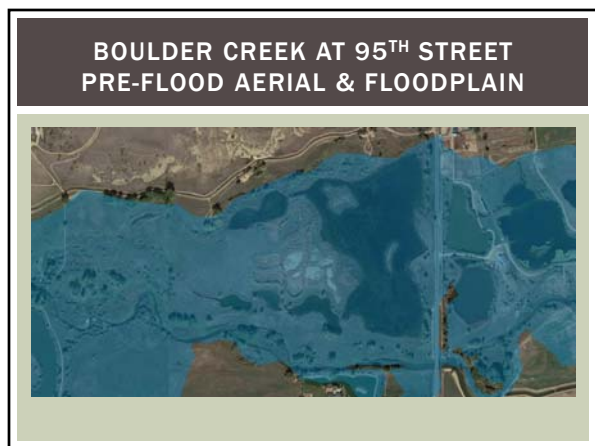 BOULDER CREEK AT 95TH STREET
PRE-FLOOD AERIAL & FLOODPLAIN